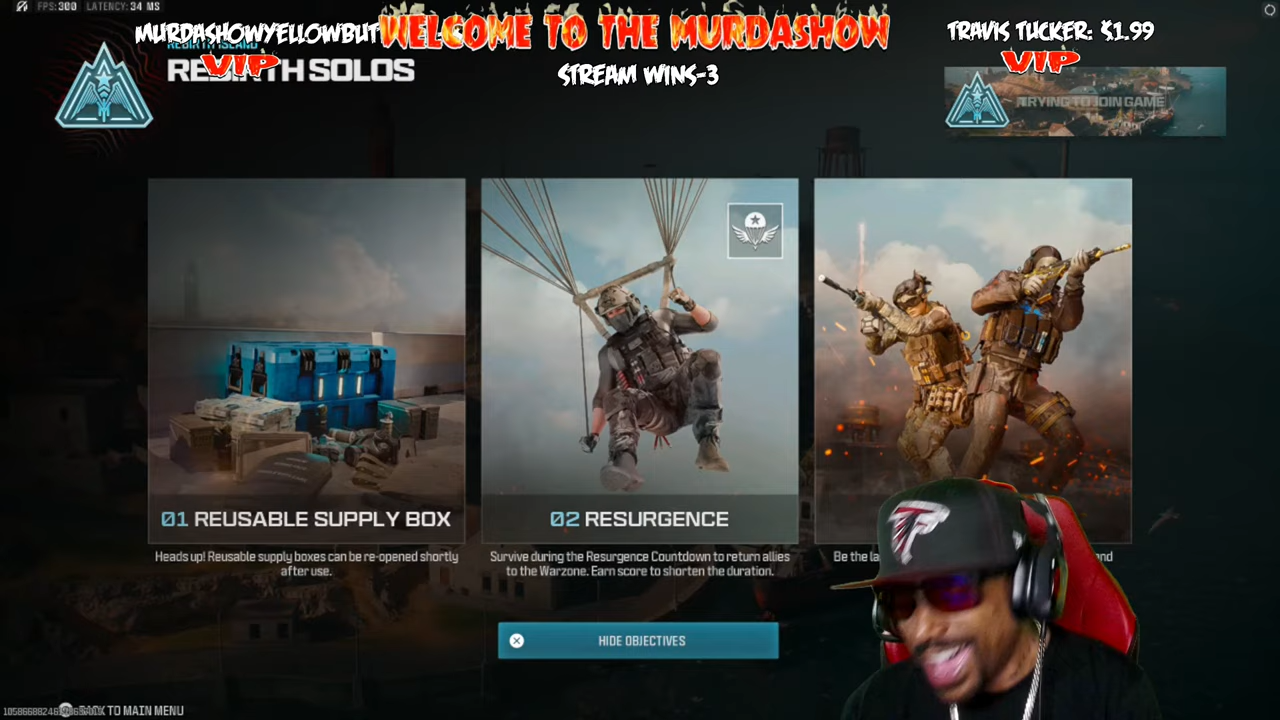 FPS:300 LATENCY: 34 MS
MURDASHOWYELLOWBUT
WELCOME TO THE MURDASHOW
TRAVIS TUCKER: $1.99
REBIRTH ISLAND
VIP
REBIRTH SOLOS
STREAM WINS-3
VIP
TRYING TO JOIN GAME
01 REUSABLE SUPPLY BOX
02 RESURGENCE
Heads up! Reusable supply boxes can be re-opened shortly
after use.
Survive during the Resurgence Countdown to return allies
to the Warzone. Earn score to shorten the duration.
Be the la
HIDE OBJECTIVES
BACK TO MAIN MENU